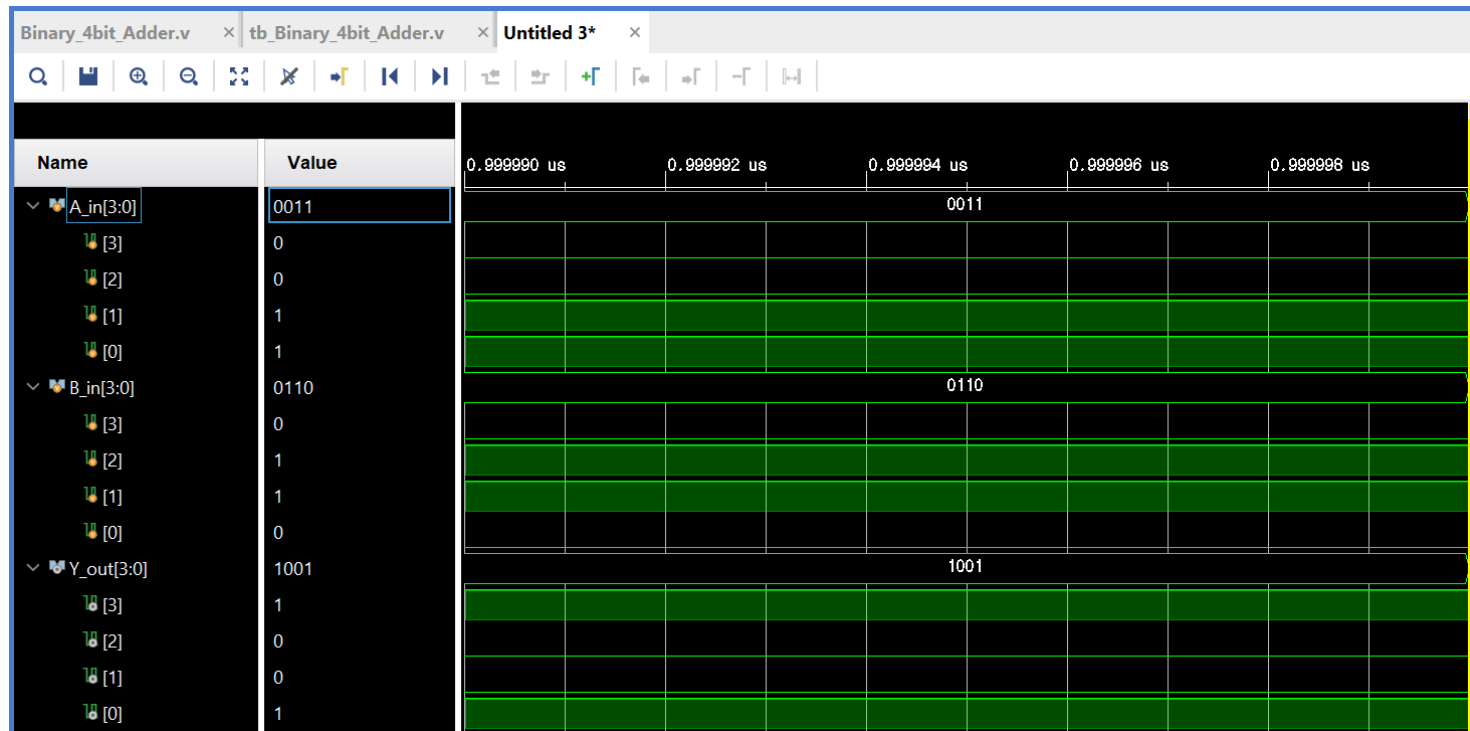 Binary_4bit_Adder.v × tb_Binary_4bit_Adder.v × Untitled 3* ×
Name Value 0.999990 us 0.999992 us 0.999994 us 0.999996 us 0.999998 us
A_in[3:0] 0011 0011
[3] 0
[2] 0
[1] 1
[0] 1
B_in[3:0] 0110 0110
[3] 0
[2] 1
[1] 1
[0] 0
Y_out[3:0] 1001 1001
[3] 1
[2] 0
[1] 0
[0] 1